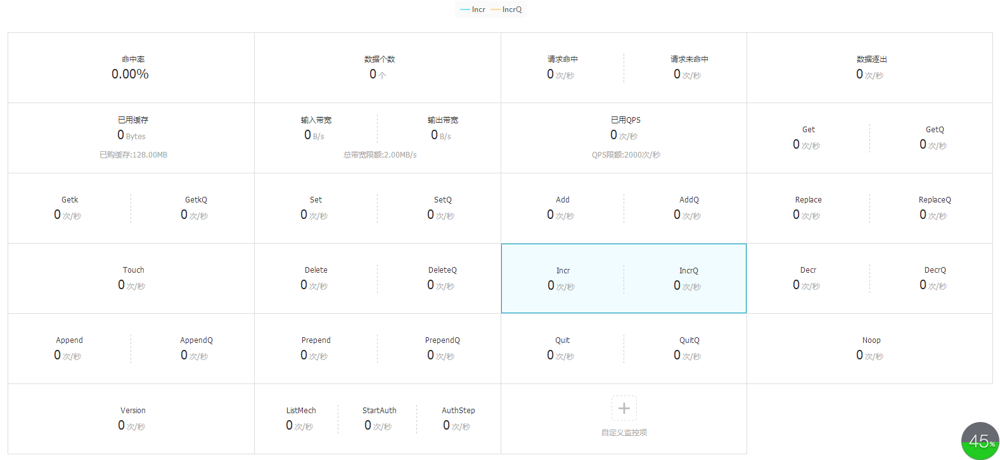 Incr IncrQ
命中率
0.00%
数据个数
0 个
请求命中
0 次/秒
请求未命中
0 次/秒
数据逐出
0 次/秒
已用缓存
0 Bytes
已购缓存:128.00MB
输入带宽
0 B/s
输出带宽
0 B/s
总带宽限额:2.00MB/s
已用QPS
0 次/秒
QPS限额:2000次/秒
Get
0 次/秒
GetQ
0 次/秒
Getk
0 次/秒
GetkQ
0 次/秒
Set
0 次/秒
SetQ
0 次/秒
Add
0 次/秒
AddQ
0 次/秒
Replace
0 次/秒
ReplaceQ
0 次/秒
Touch
0 次/秒
Delete
0 次/秒
DeleteQ
0 次/秒
Incr
0 次/秒
IncrQ
0 次/秒
Decr
0 次/秒
DecrQ
0 次/秒
Append
0 次/秒
AppendQ
0 次/秒
Prepend
0 次/秒
PrependQ
0 次/秒
Quit
0 次/秒
QuitQ
0 次/秒
Noop
0 次/秒
Version
0 次/秒
ListMech
0 次/秒
StartAuth
0 次/秒
AuthStep
0 次/秒
自定义监控项
45%